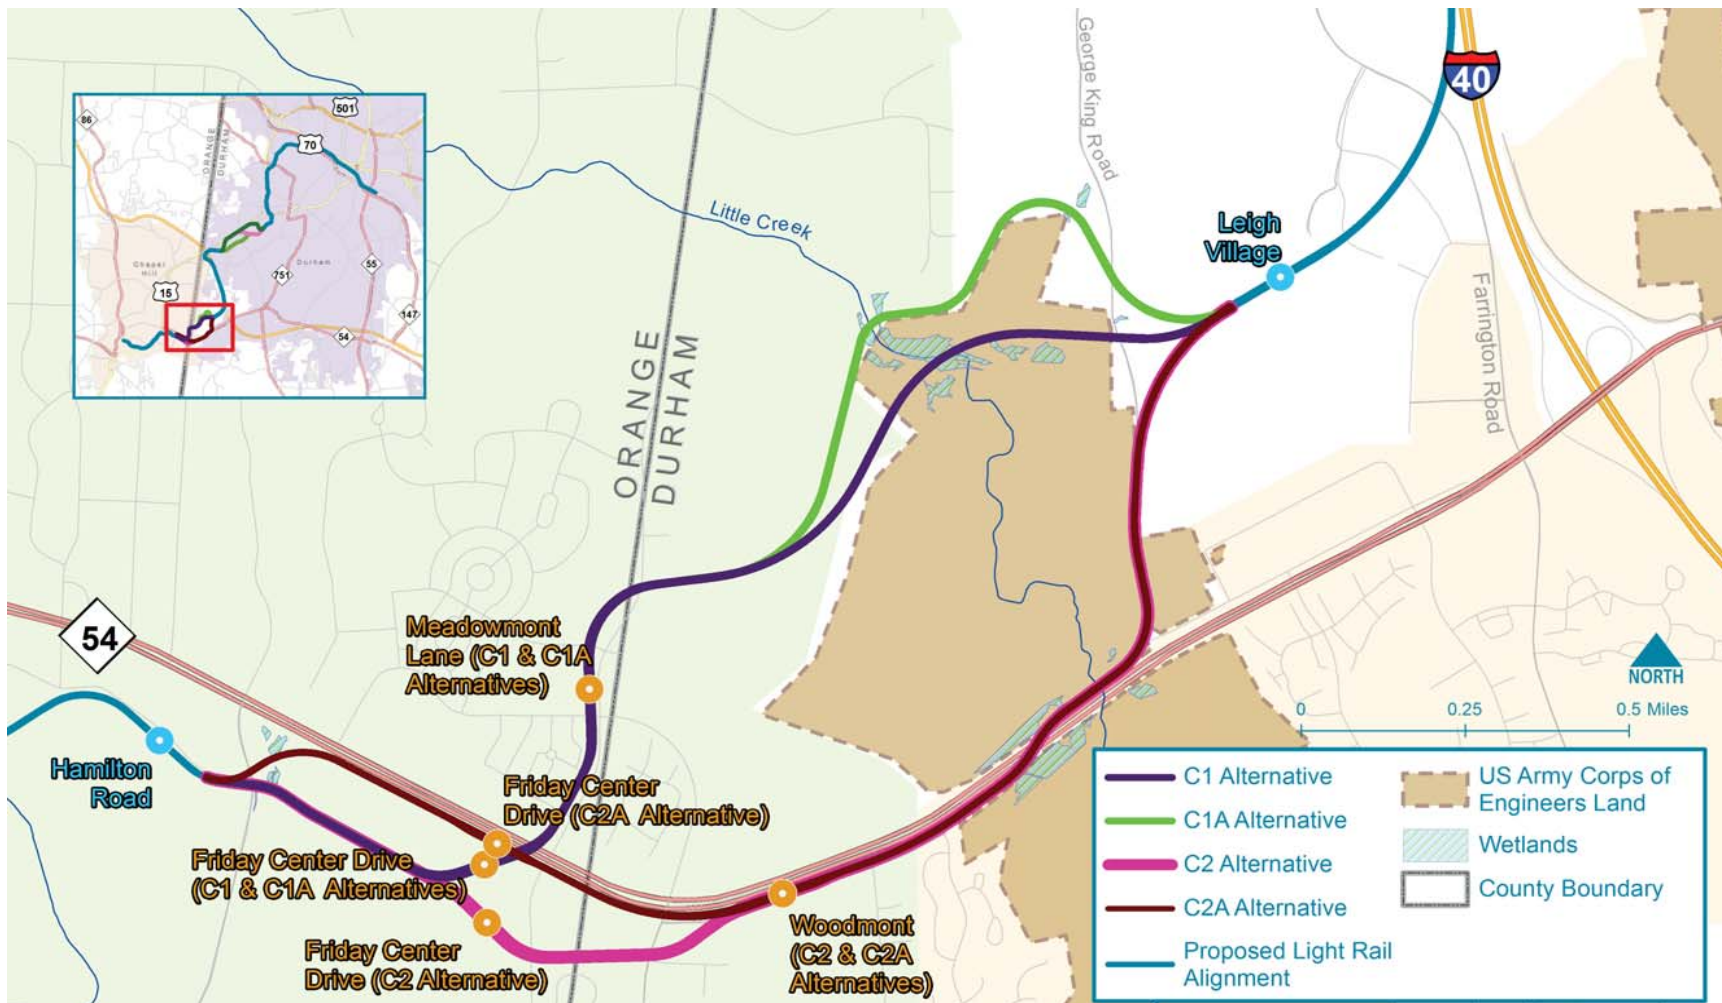 George King Road
40
86
ORANGE
DURHAM
501
70
Chapel
Hill
Durham
751
55
15
147
54
Little Creek
Leigh
Village
Farrington Road
ORANGE
DURHAM
54
Meadowmont
Lane (C1 & C1A
Alternatives)
NORTH
0 0.25 0.5 Miles
Hamilton
Road
Friday Center
Drive (C2A Alternative)
Friday Center Drive
(C1 & C1A Alternatives)
Friday Center
Drive (C2 Alternative)
Woodmont
(C2 & C2A
Alternatives)
C1 Alternative
C1A Alternative
C2 Alternative
C2A Alternative
Proposed Light Rail
Alignment
US Army Corps of
Engineers Land
Wetlands
County Boundary